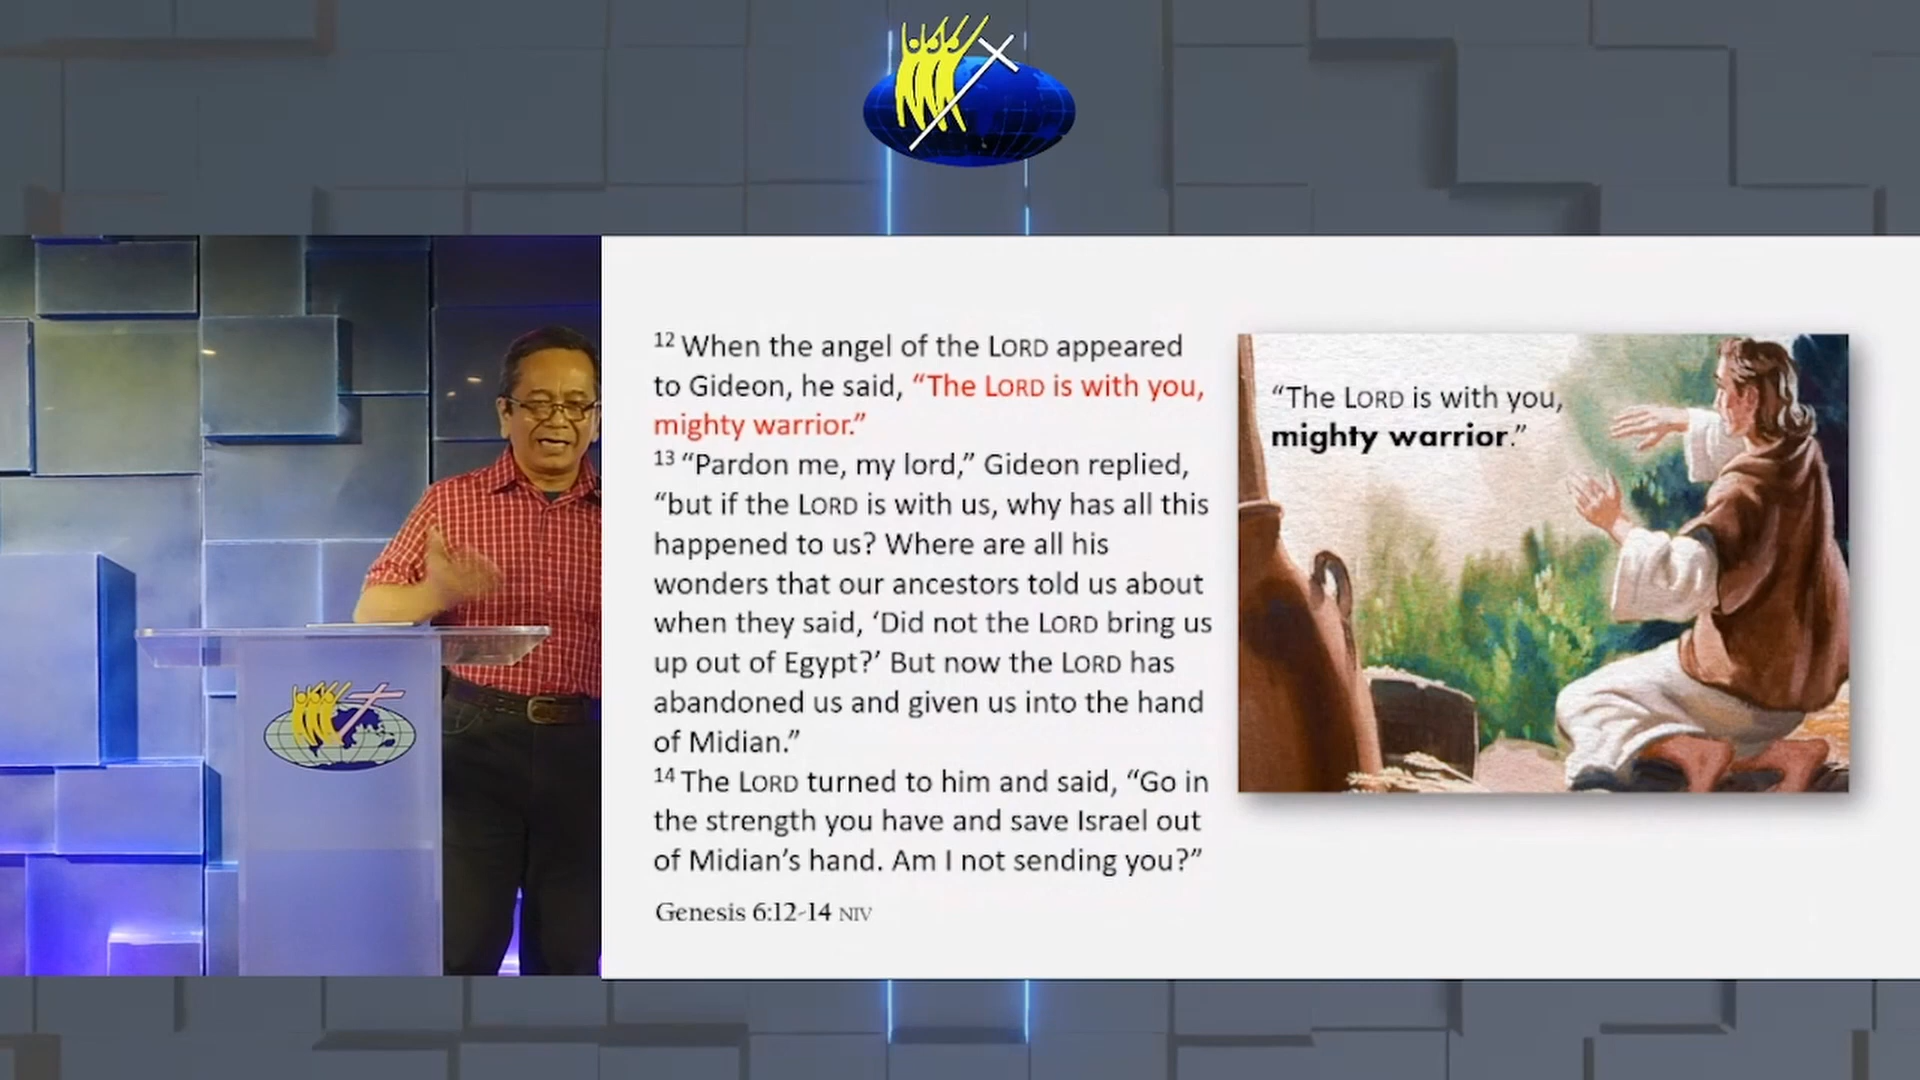 12 When the angel of the LORD appeared
to Gideon, he said, “The LORD is with you,
mighty warrior.”
13 “Pardon me, my lord,” Gideon replied,
“but if the LORD is with us, why has all this
happened to us? Where are all his
wonders that our ancestors told us about
when they said, ‘Did not the LORD bring us
up out of Egypt?’ But now the LORD has
abandoned us and given us into the hand
of Midian.”
14 The LORD turned to him and said, “Go in
the strength you have and save Israel out
of Midian’s hand. Am I not sending you?”
Genesis 6:12-14 NIV
“The LORD is with you,
mighty warrior.”